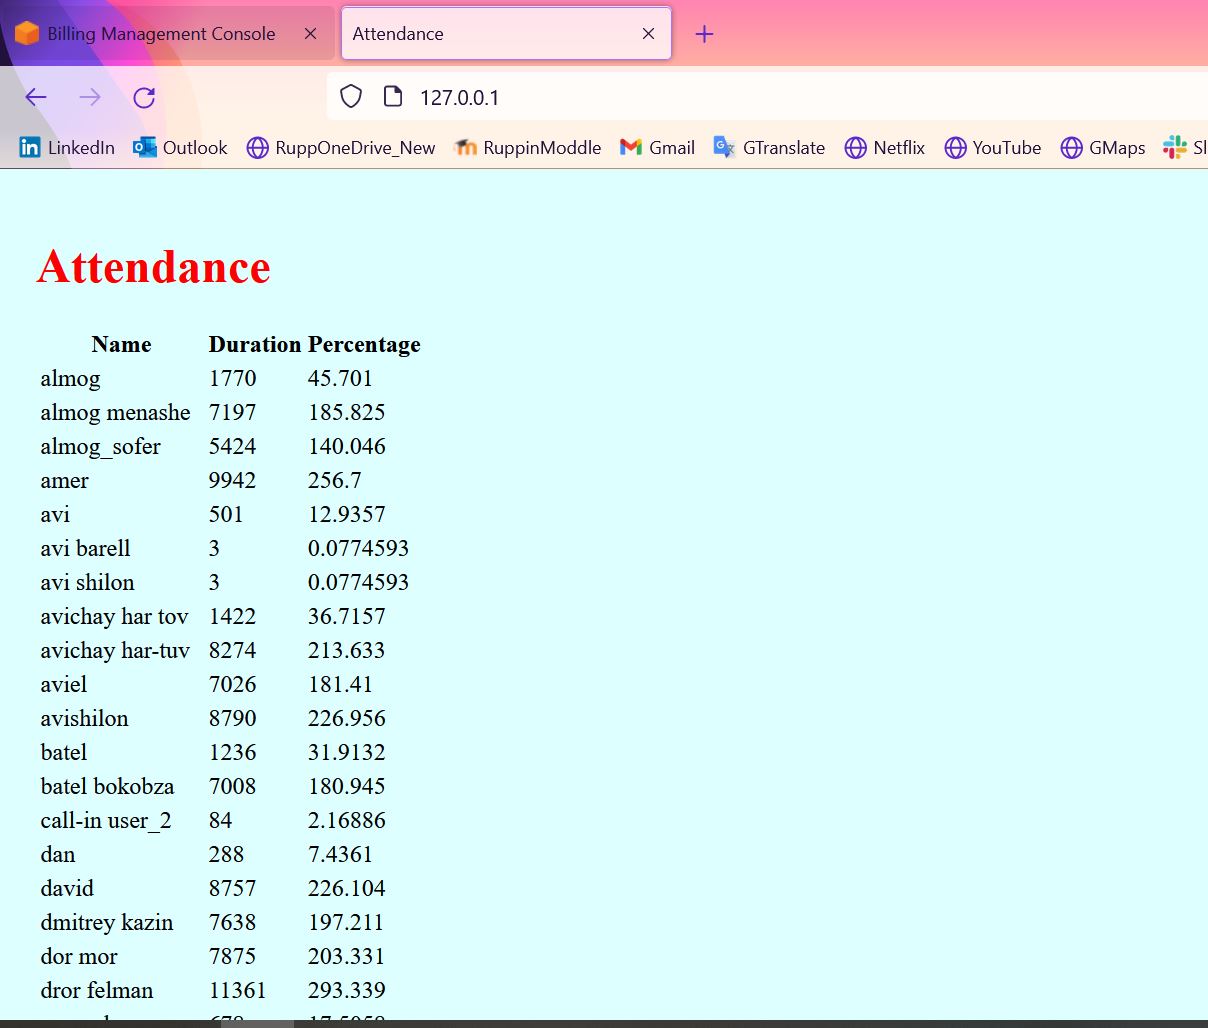 Billing Management Console
Attendance
127.0.0.1
LinkedIn Outlook RuppOneDrive_New RuppinModdle Gmail GTranslate Netflix YouTube GMaps
Attendance
Name Duration Percentage
almog 1770 45.701
almog menashe 7197 185.825
almog_sofer 5424 140.046
amer 9942 256.7
avi 501 12.9357
avi barell 3 0.0774593
avi shilon 3 0.0774593
avichay har tov 1422 36.7157
avichay har-tuv 8274 213.633
aviel 7026 181.41
avishilon 8790 226.956
batel 1236 31.9132
batel bokobza 7008 180.945
call-in user_2 84 2.16886
dan 288 7.4361
david 8757 226.104
dmitrey kazin 7638 197.211
dor mor 7875 203.331
dror felman 11361 293.339